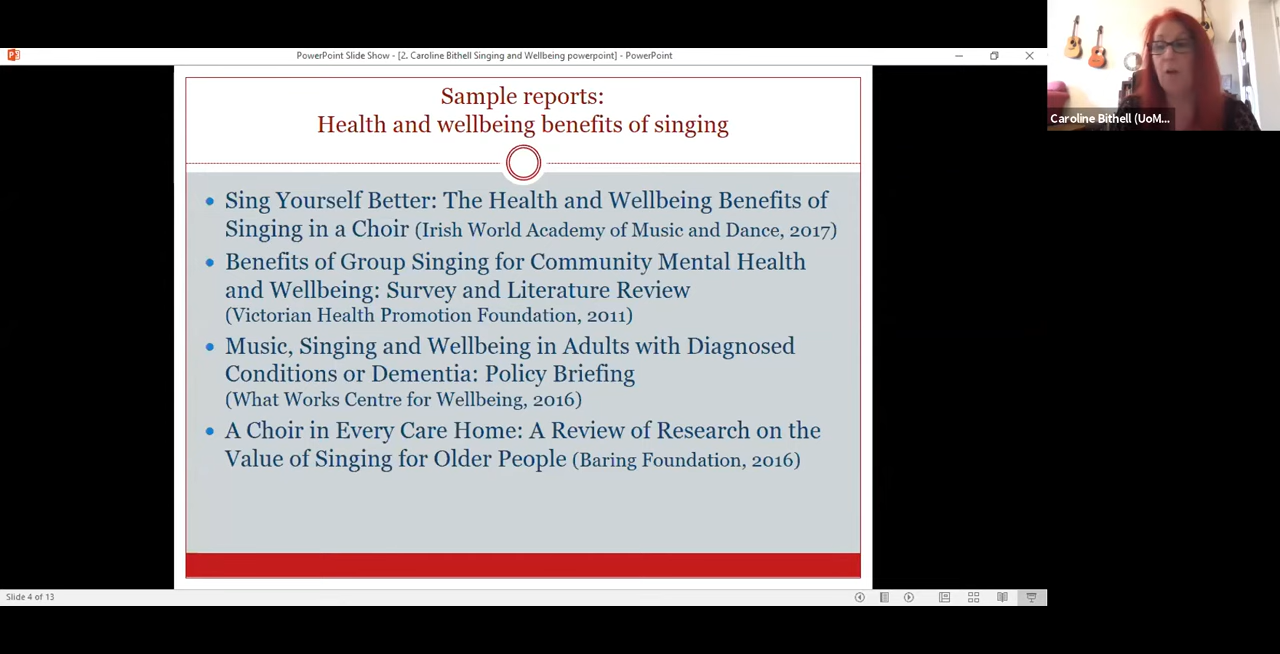 PowerPoint Slide Show - [2. Caroline Bithell Singing and Wellbeing powerpoint] - PowerPoint
Sample reports:
Health and wellbeing benefits of singing
• Sing Yourself Better: The Health and Wellbeing Benefits of
Singing in a Choir (Irish World Academy of Music and Dance, 2017)
• Benefits of Group Singing for Community Mental Health
and Wellbeing: Survey and Literature Review
(Victorian Health Promotion Foundation, 2011)
• Music, Singing and Wellbeing in Adults with Diagnosed
Conditions or Dementia: Policy Briefing
(What Works Centre for Wellbeing, 2016)
• A Choir in Every Care Home: A Review of Research on the
Value of Singing for Older People (Baring Foundation, 2016)
Slide 4 of 13
Caroline Bithell (UoM...